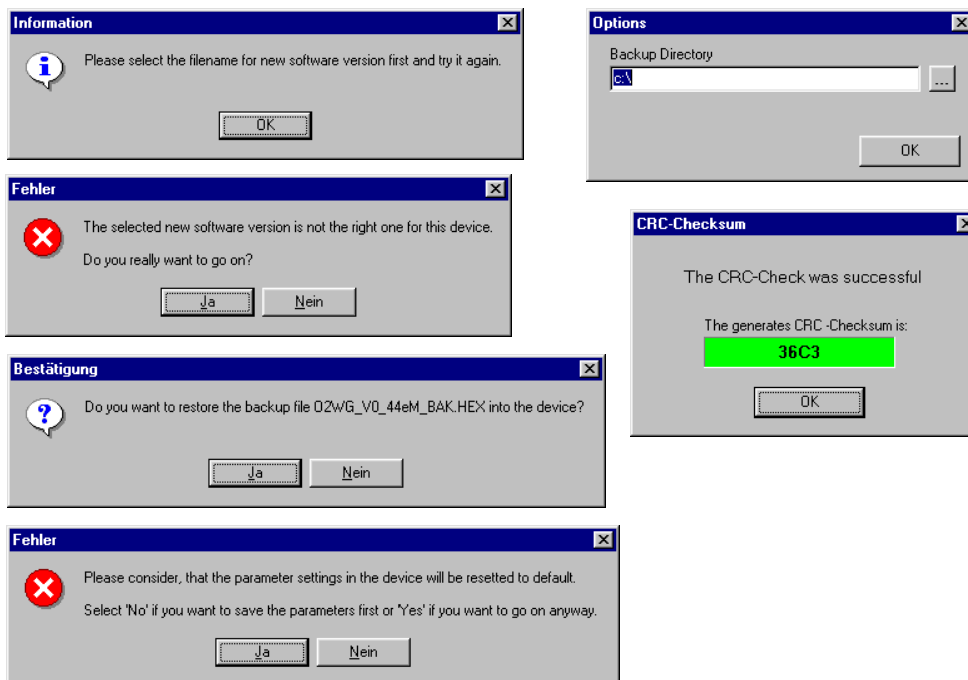 Information
Please select the filename for new software version first and try it again.
OK
Fehler
The selected new software version is not the right one for this device.
Do you really want to go on?
Ja Nein
Bestätigung
Do you want to restore the backup file O2WG_V0_44eM_BAK.HEX into the device?
Ja Nein
Fehler
Please consider, that the parameter settings in the device will be resetted to default.
Select 'No' if you want to save the parameters first or 'Yes' if you want to go on anyway.
Ja Nein
Options
Backup Directory
c:\
...
OK
CRC-Checksum
The CRC-Check was successful
The generates CRC -Checksum is:
36C3
OK